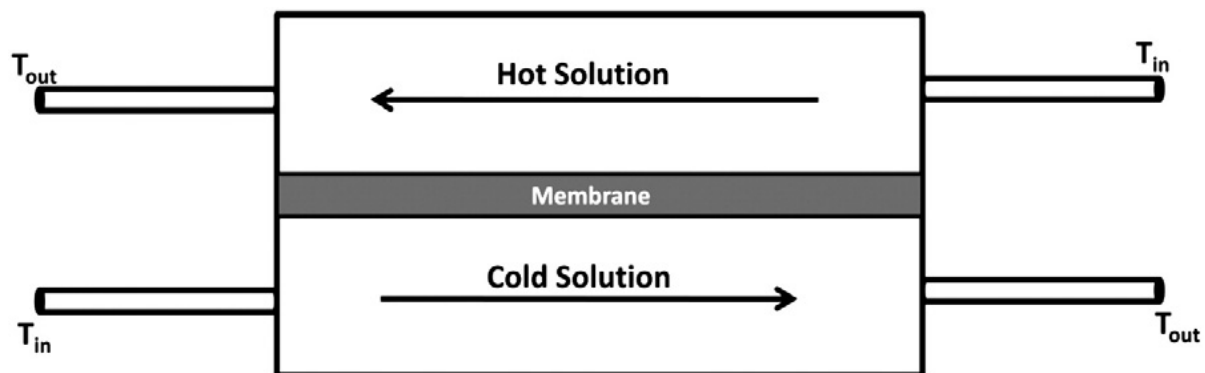 T_out
Hot Solution
T_in
Membrane
Cold Solution
T_in
T_out